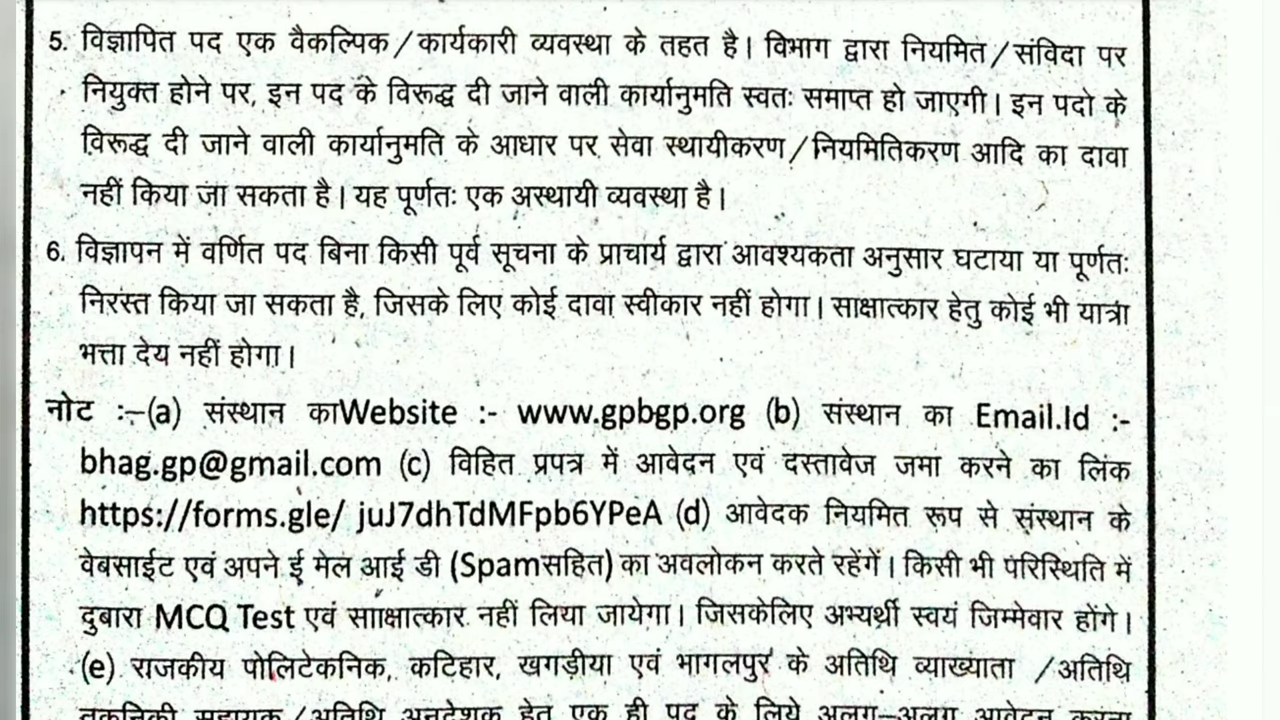 5. विज्ञापित पद एक वैकल्पिक/कार्यकारी व्यवस्था के तहत है। विभाग द्वारा नियमित/संविदा पर
नियुक्त होने पर, इन पद के विरूद्ध दी जाने वाली कार्यानुमति स्वतः समाप्त हो जाएगी। इन पदो के
विरूद्ध दी जाने वाली कार्यानुमति के आधार पर सेवा स्थायीकरण/नियमितिकरण आदि का दावा
नहीं किया जा सकता है। यह पूर्णतः एक अस्थायी व्यवस्था है।
6. विज्ञापन में वर्णित पद बिना किसी पूर्व सूचना के प्राचार्य द्वारा आवश्यकता अनुसार घटाया या पूर्णतः
निरस्त किया जा सकता है, जिसके लिए कोई दावा स्वीकार नहीं होगा। साक्षात्कार हेतु कोई भी यात्रा
भत्ता देय नहीं होगा।
नोट :–(a) संस्थान काWebsite :- www.gpbgp.org (b) संस्थान का Email.Id :-
bhag.gp@gmail.com (c) विहित प्रपत्र में आवेदन एवं दस्तावेज जमा करने का लिंक
https://forms.gle/ juJ7dhTdMFpb6YPeA (d) आवेदक नियमित रूप से संस्थान के
वेबसाईट एवं अपने ई मेल आई डी (Spamसहित) का अवलोकन करते रहेंगें। किसी भी परिस्थिति में
दुबारा MCQ Test एवं सााक्षात्कार नहीं लिया जायेगा। जिसकेलिए अभ्यर्थी स्वयं जिम्मेवार होंगे।
(e) राजकीय पोलिटेकनिक, कटिहार, खगड़ीया एवं भागलपुर के अतिथि व्याख्याता /अतिथि
तकनिकी सहायक/अतिथि अनुदेशक हेतु एक ही पद के लिये अलग–अलग आवेदन करना